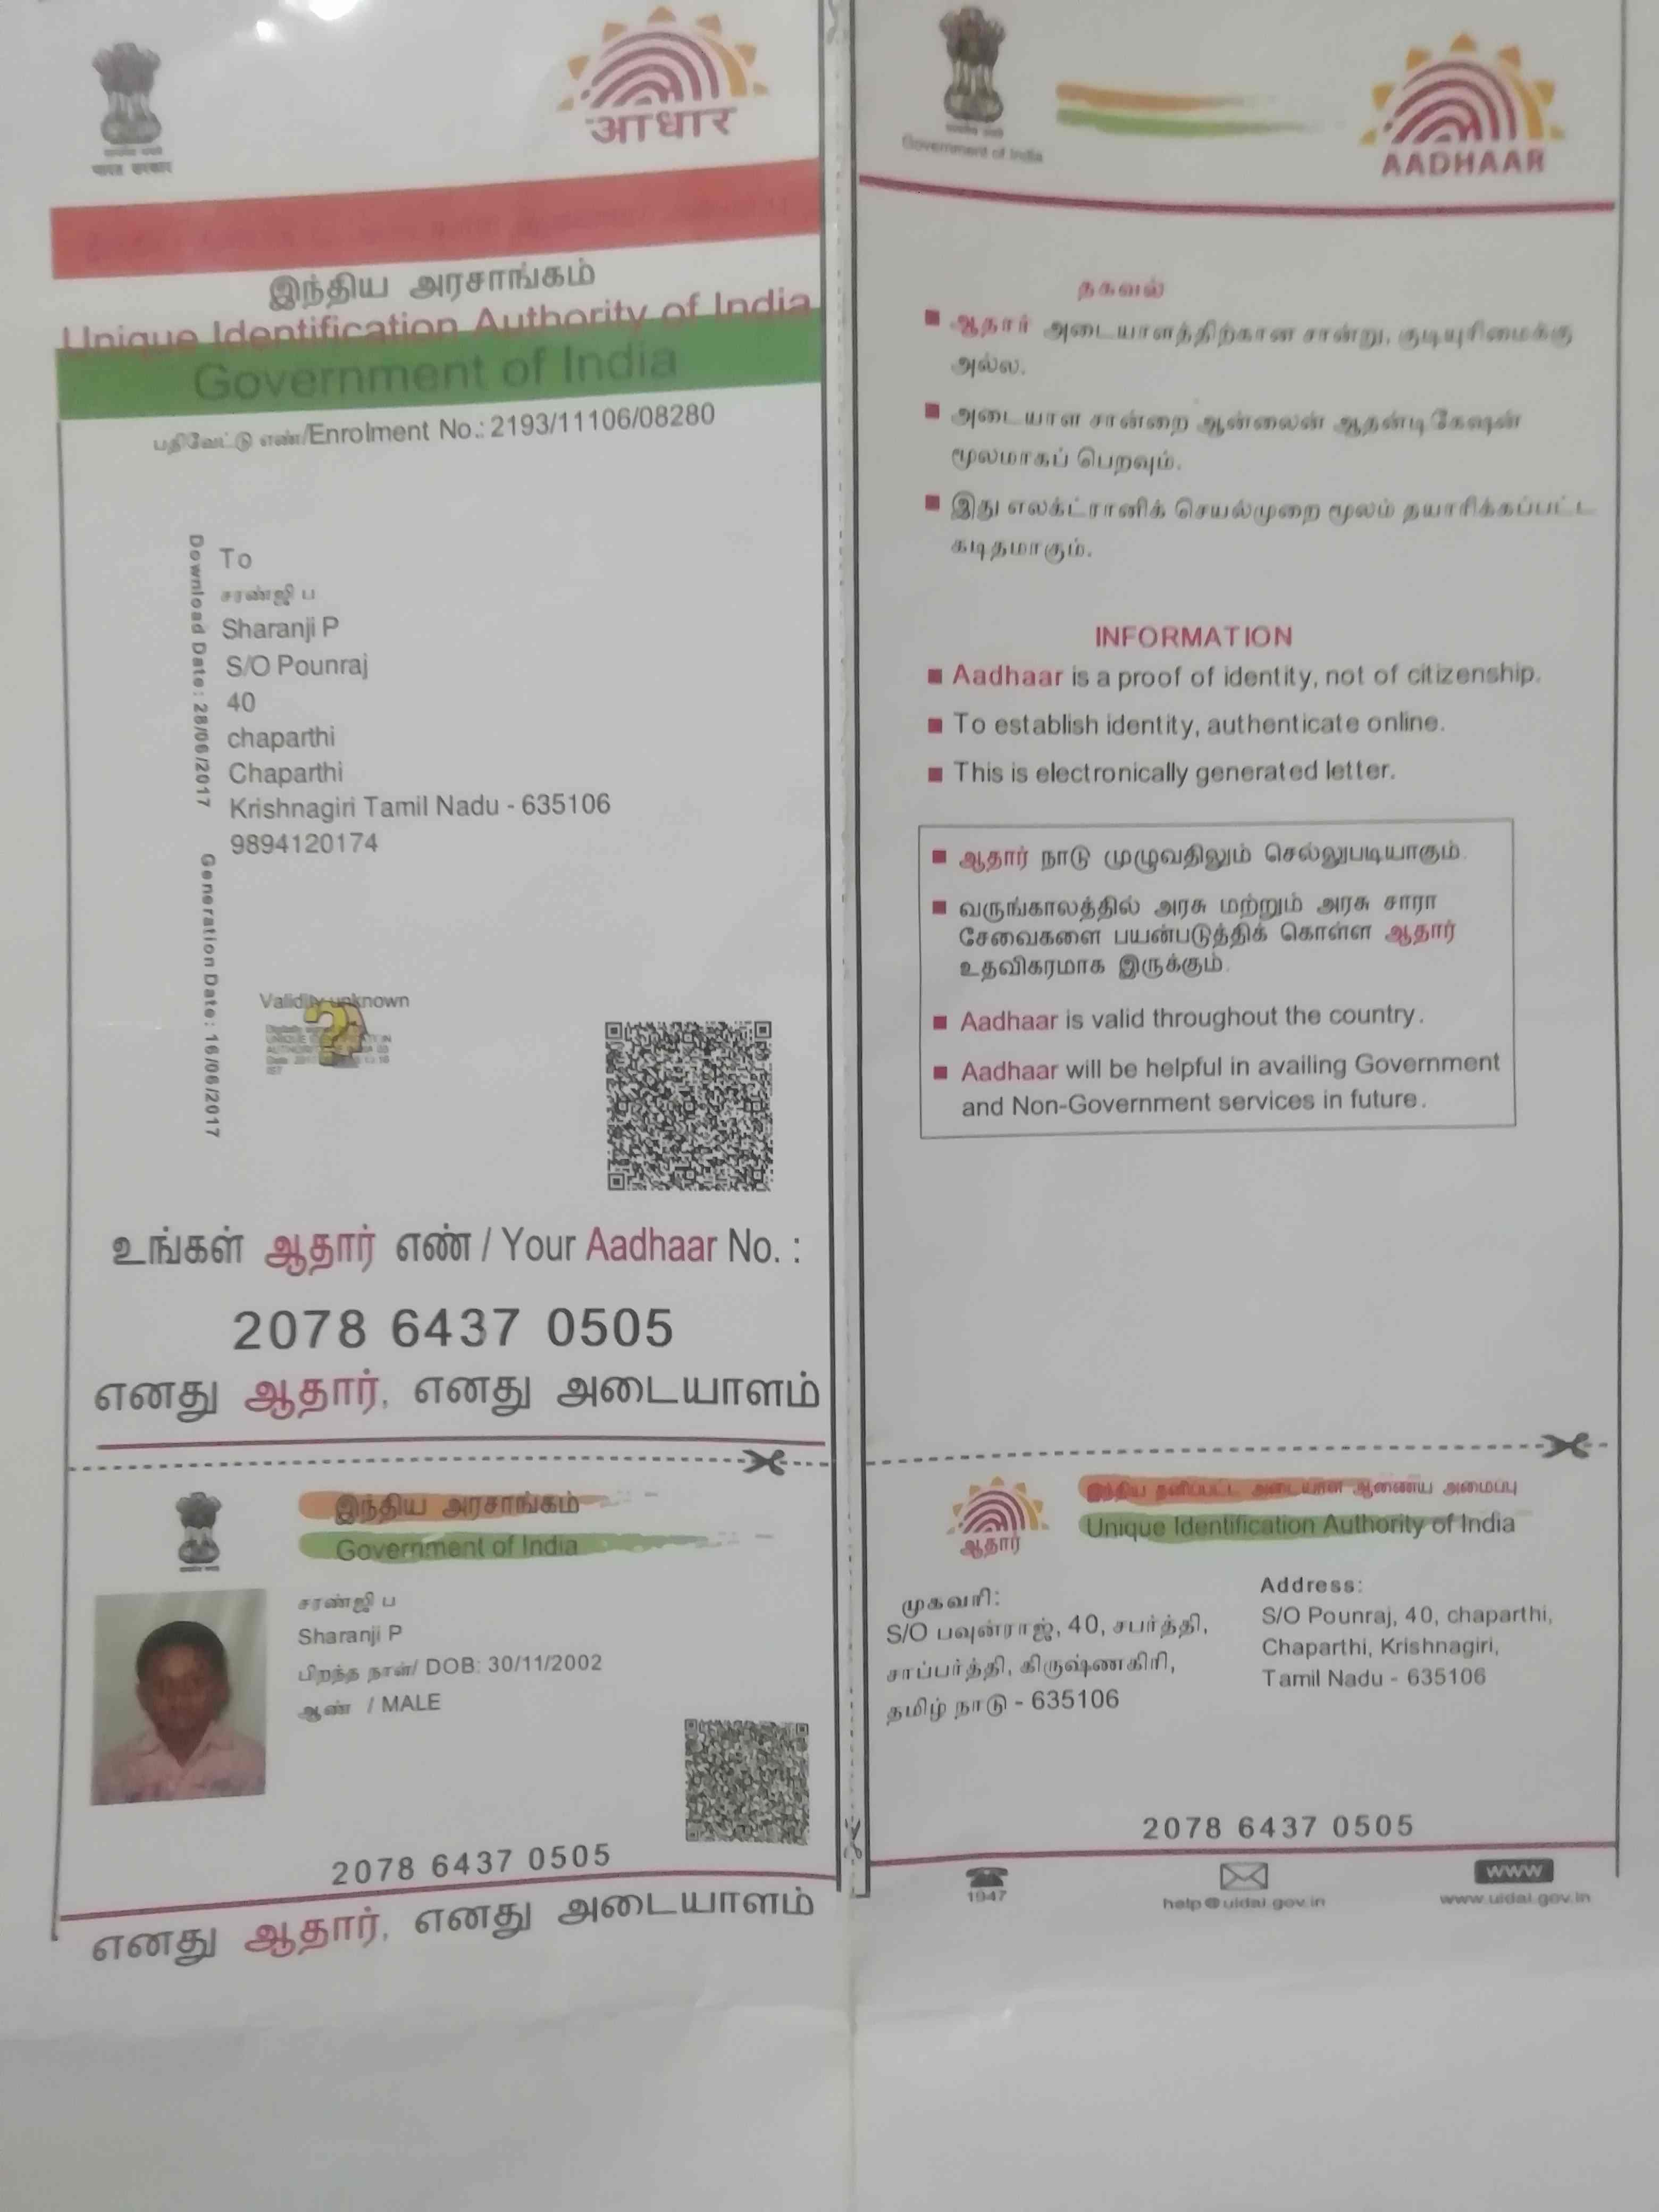 भारत सरकार
आधार
இந்திய அரசாங்கம்
Unique Identification Authority of India
Government of India
பதிவேட்டு எண்/Enrolment No.: 2193/11106/08280
Download Date: 28/06/2017
Generation Date: 16/06/2017
To
சரண்ஜி ப
Sharanji P
S/O Pounraj
40
chaparthi
Chaparthi
Krishnagiri Tamil Nadu - 635106
9894120174
Validity unknown
உங்கள் ஆதார் எண் / Your Aadhaar No. :
2078 6437 0505
எனது ஆதார், எனது அடையாளம்
இந்திய அரசாங்கம்
Government of India
சரண்ஜி ப
Sharanji P
பிறந்த நாள்/ DOB: 30/11/2002
ஆண் / MALE
2078 6437 0505
எனது ஆதார், எனது அடையாளம்
Government of India
AADHAAR
தகவல்
ஆதார் அடையாளத்திற்கான சான்று, குடியுரிமைக்கு
அல்ல.
அடையாள சான்றை ஆன்லைன் ஆதன்டிகேஷன்
மூலமாகப் பெறவும்.
இது எலக்ட்ரானிக் செயல்முறை மூலம் தயாரிக்கப்பட்ட
கடிதமாகும்.
INFORMATION
Aadhaar is a proof of identity, not of citizenship.
To establish identity, authenticate online.
This is electronically generated letter.
ஆதார் நாடு முழுவதிலும் செல்லுபடியாகும்.
வருங்காலத்தில் அரசு மற்றும் அரசு சாரா
சேவைகளை பயன்படுத்திக் கொள்ள ஆதார்
உதவிகரமாக இருக்கும்.
Aadhaar is valid throughout the country.
Aadhaar will be helpful in availing Government
and Non-Government services in future.
ஆதார்
இந்திய தனிப்பட்ட அடையாள ஆணைய அமைப்பு
Unique Identification Authority of India
முகவரி:
S/O பவுன்ராஜ், 40, சபர்த்தி,
சாப்பர்த்தி, கிருஷ்ணகிரி,
தமிழ் நாடு - 635106
Address:
S/O Pounraj, 40, chaparthi,
Chaparthi, Krishnagiri,
Tamil Nadu - 635106
2078 6437 0505
1947
help@uidai.gov.in
www
www.uidai.gov.in